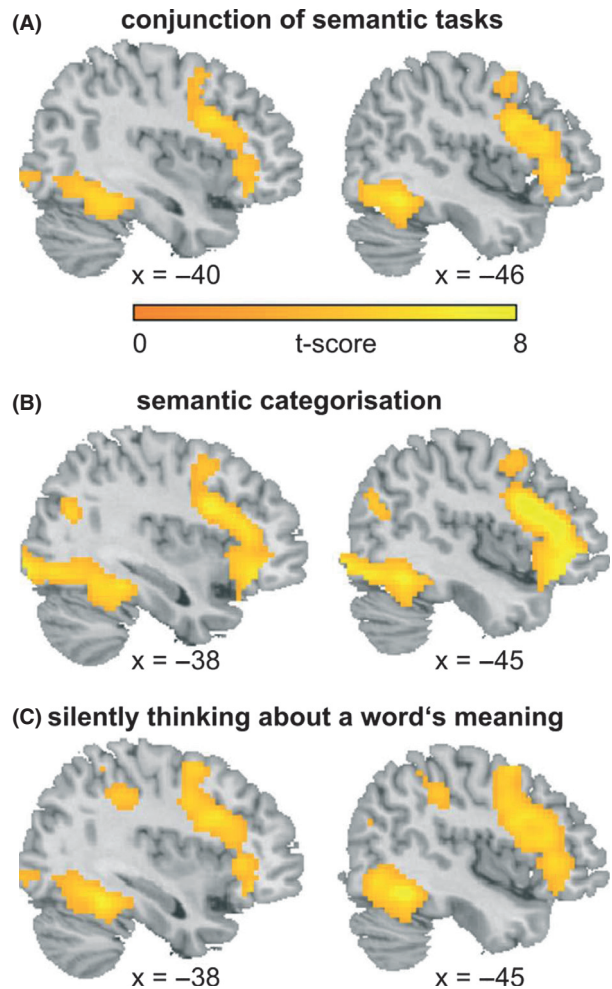 (A) conjunction of semantic tasks
x = –40 x = –46
0 t-score 8
(B) semantic categorisation
x = –38 x = –45
(C) silently thinking about a word‘s meaning
x = –38 x = –45